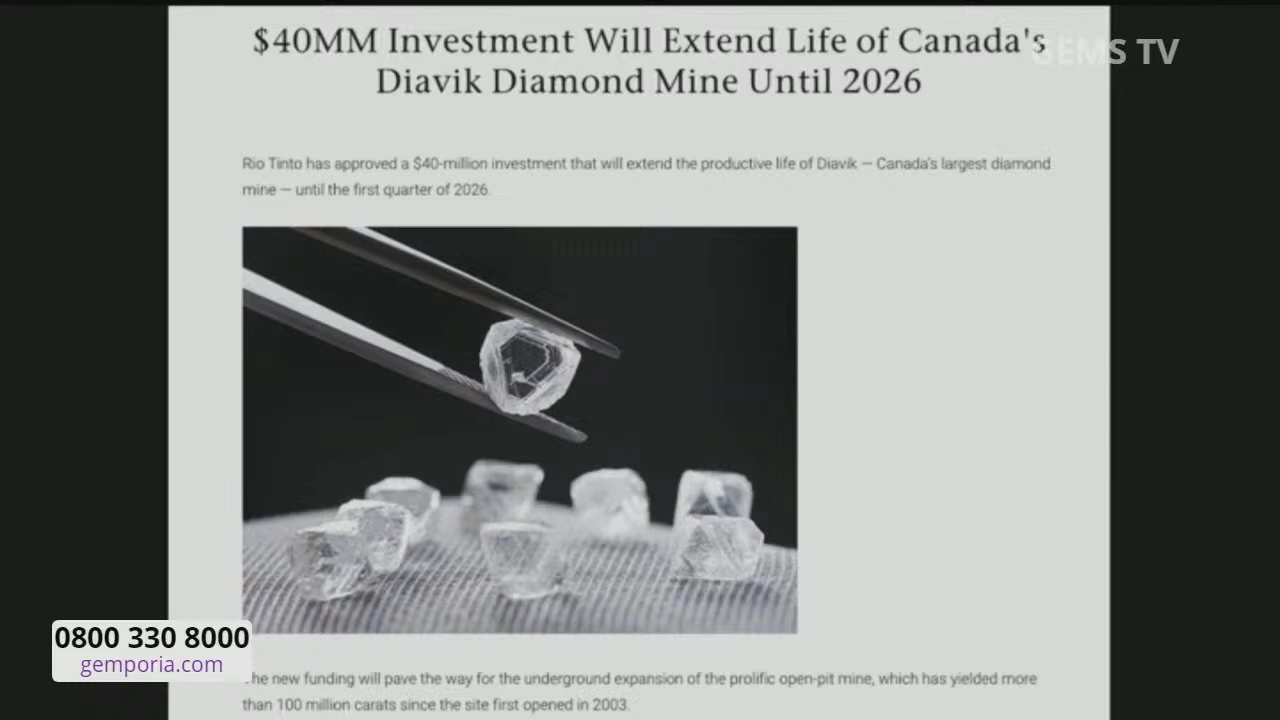 $40MM Investment Will Extend Life of Canada's
GEMS TV
Diavik Diamond Mine Until 2026
Rio Tinto has approved a $40-million investment that will extend the productive life of Diavik — Canada's largest diamond
mine — until the first quarter of 2026.
0800 330 8000
gemporia.com
The new funding will pave the way for the underground expansion of the prolific open-pit mine, which has yielded more
than 100 million carats since the site first opened in 2003.